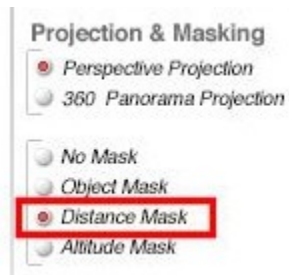 Projection & Masking
Perspective Projection
360 Panorama Projection
No Mask
Object Mask
Distance Mask
Altitude Mask